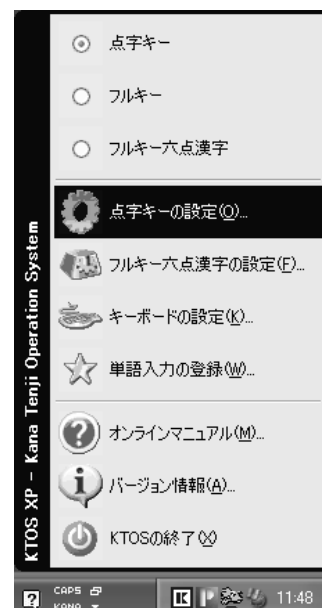 点字キー
フルキー
フルキー六点漢字
点字キーの設定(O)...
フルキー六点漢字の設定(F)...
キーボードの設定(K)...
単語入力の登録(W)...
オンラインマニュアル(M)...
バージョン情報(A)...
KTOSの終了(X)
KTOS XP - Kana Tenji Operation System
CAPS
KANA
11:48